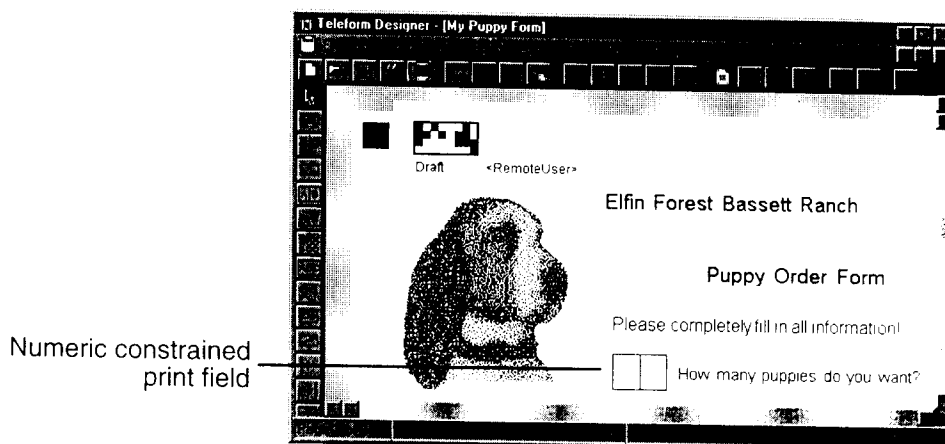 Teleform Designer - [My Puppy Form]
Draft <RemoteUser>
Elfin Forest Bassett Ranch
Puppy Order Form
Please completely fill in all information!
Numeric constrained
print field
How many puppies do you want?